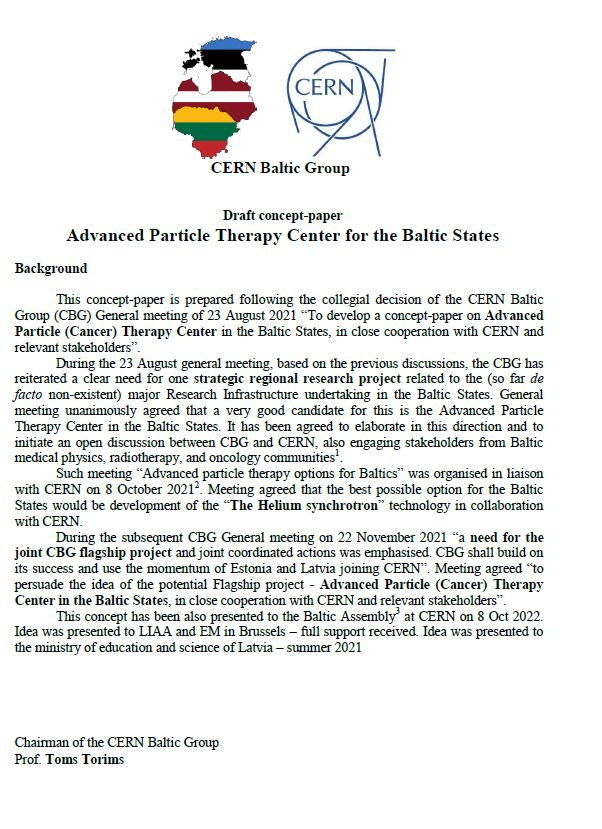 CERN
CERN Baltic Group
Draft concept-paper
Advanced Particle Therapy Center for the Baltic States
Background
This concept-paper is prepared following the collegial decision of the CERN Baltic
Group (CBG) General meeting of 23 August 2021 “To develop a concept-paper on Advanced
Particle (Cancer) Therapy Center in the Baltic States, in close cooperation with CERN and
relevant stakeholders”.
During the 23 August general meeting, based on the previous discussions, the CBG has
reiterated a clear need for one strategic regional research project related to the (so far de
facto non-existent) major Research Infrastructure undertaking in the Baltic States. General
meeting unanimously agreed that a very good candidate for this is the Advanced Particle
Therapy Center in the Baltic States. It has been agreed to elaborate in this direction and to
initiate an open discussion between CBG and CERN, also engaging stakeholders from Baltic
medical physics, radiotherapy, and oncology communities1.
Such meeting “Advanced particle therapy options for Baltics” was organised in liaison
with CERN on 8 October 20212. Meeting agreed that the best possible option for the Baltic
States would be development of the “The Helium synchrotron” technology in collaboration
with CERN.
During the subsequent CBG General meeting on 22 November 2021 “a need for the
joint CBG flagship project and joint coordinated actions was emphasised. CBG shall build on
its success and use the momentum of Estonia and Latvia joining CERN”. Meeting agreed “to
persuade the idea of the potential Flagship project - Advanced Particle (Cancer) Therapy
Center in the Baltic States, in close cooperation with CERN and relevant stakeholders”.
This concept has been also presented to the Baltic Assembly3 at CERN on 8 Oct 2022.
Idea was presented to LIAA and EM in Brussels – full support received. Idea was presented to
the ministry of education and science of Latvia – summer 2021
Chairman of the CERN Baltic Group
Prof. Toms Torims